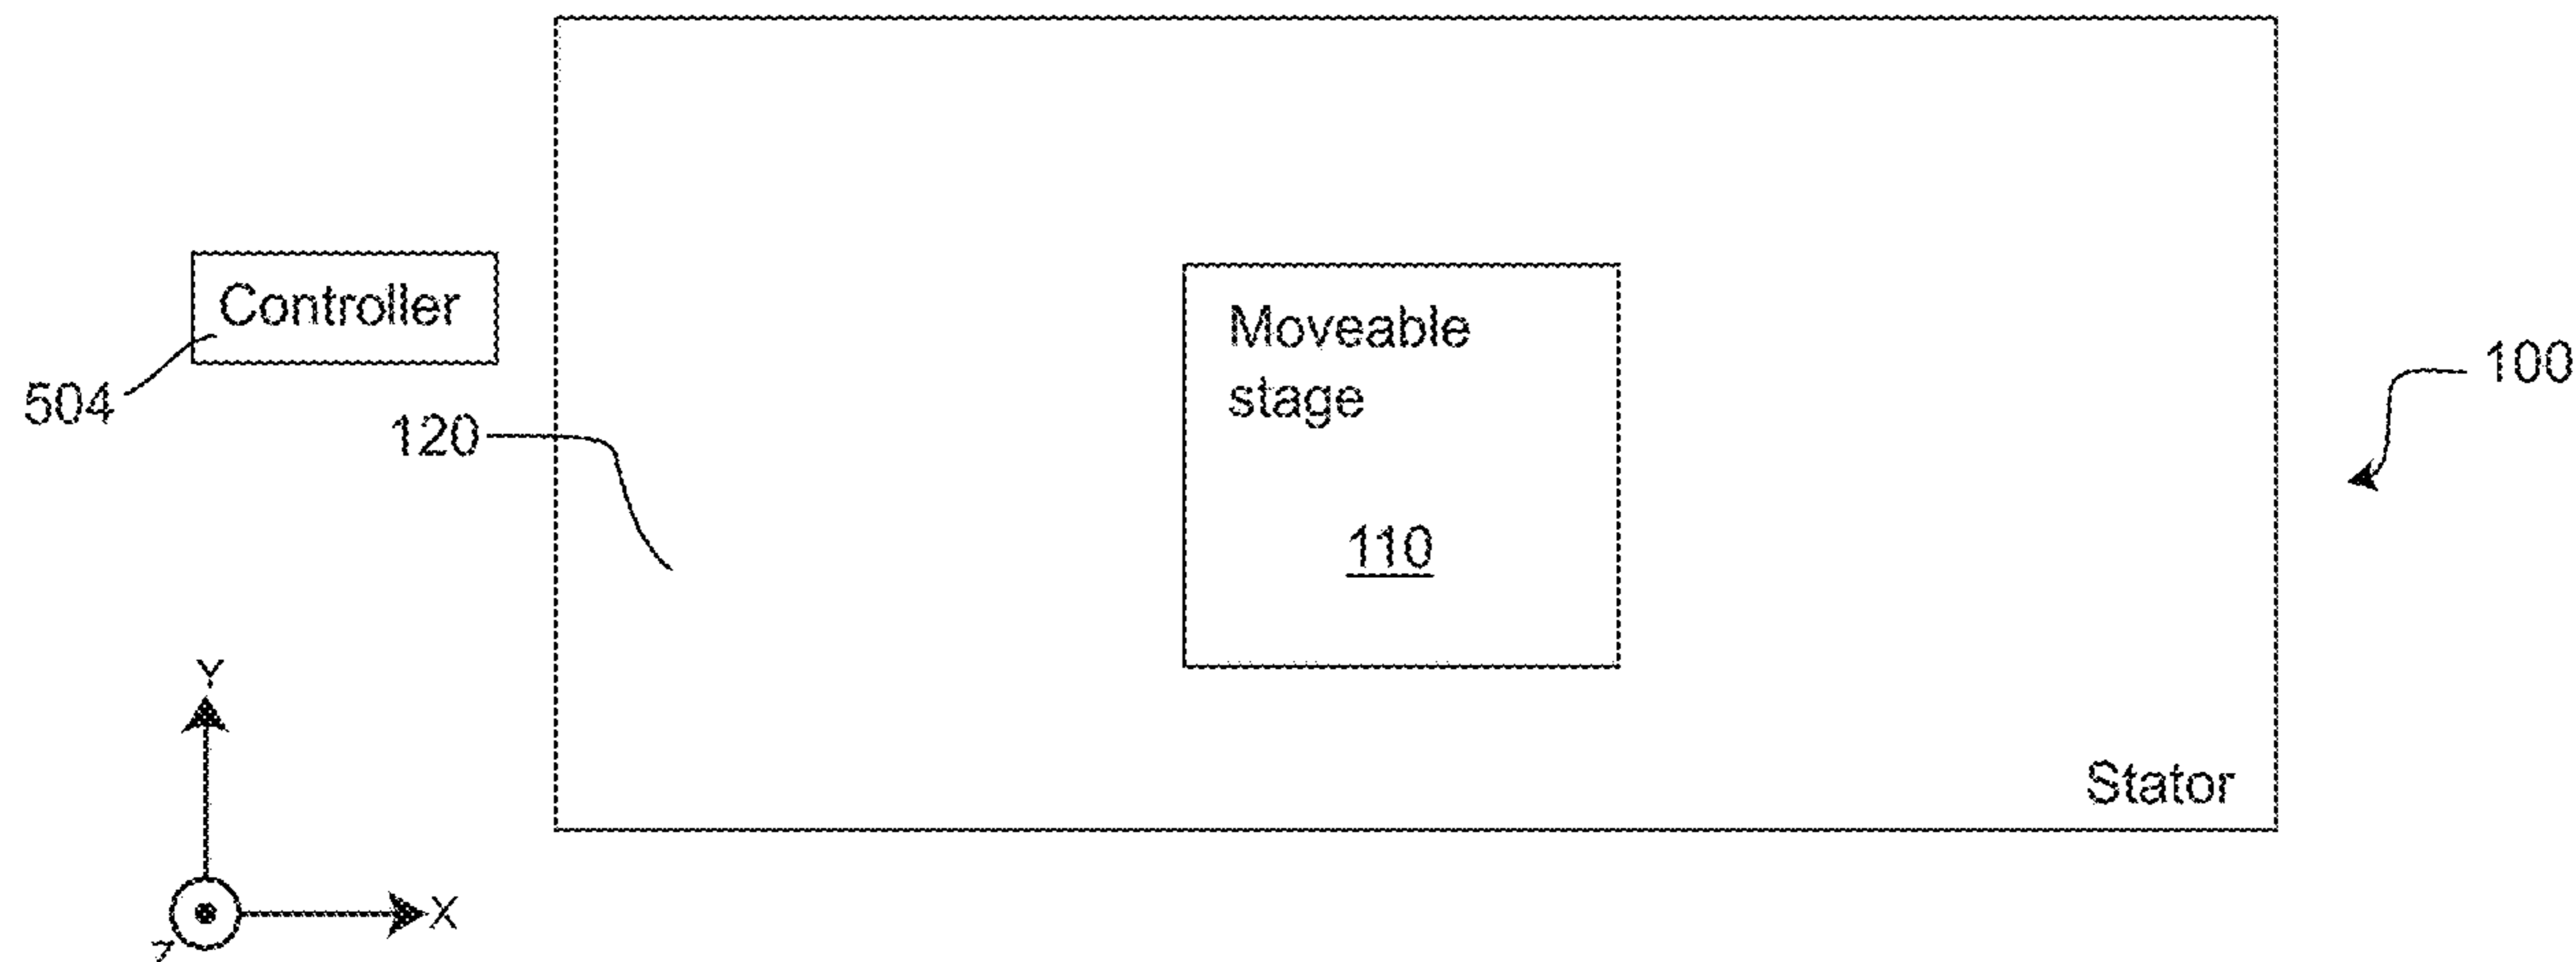 Controller
504
120
Moveable
stage
110
100
Stator
Y
X
Z